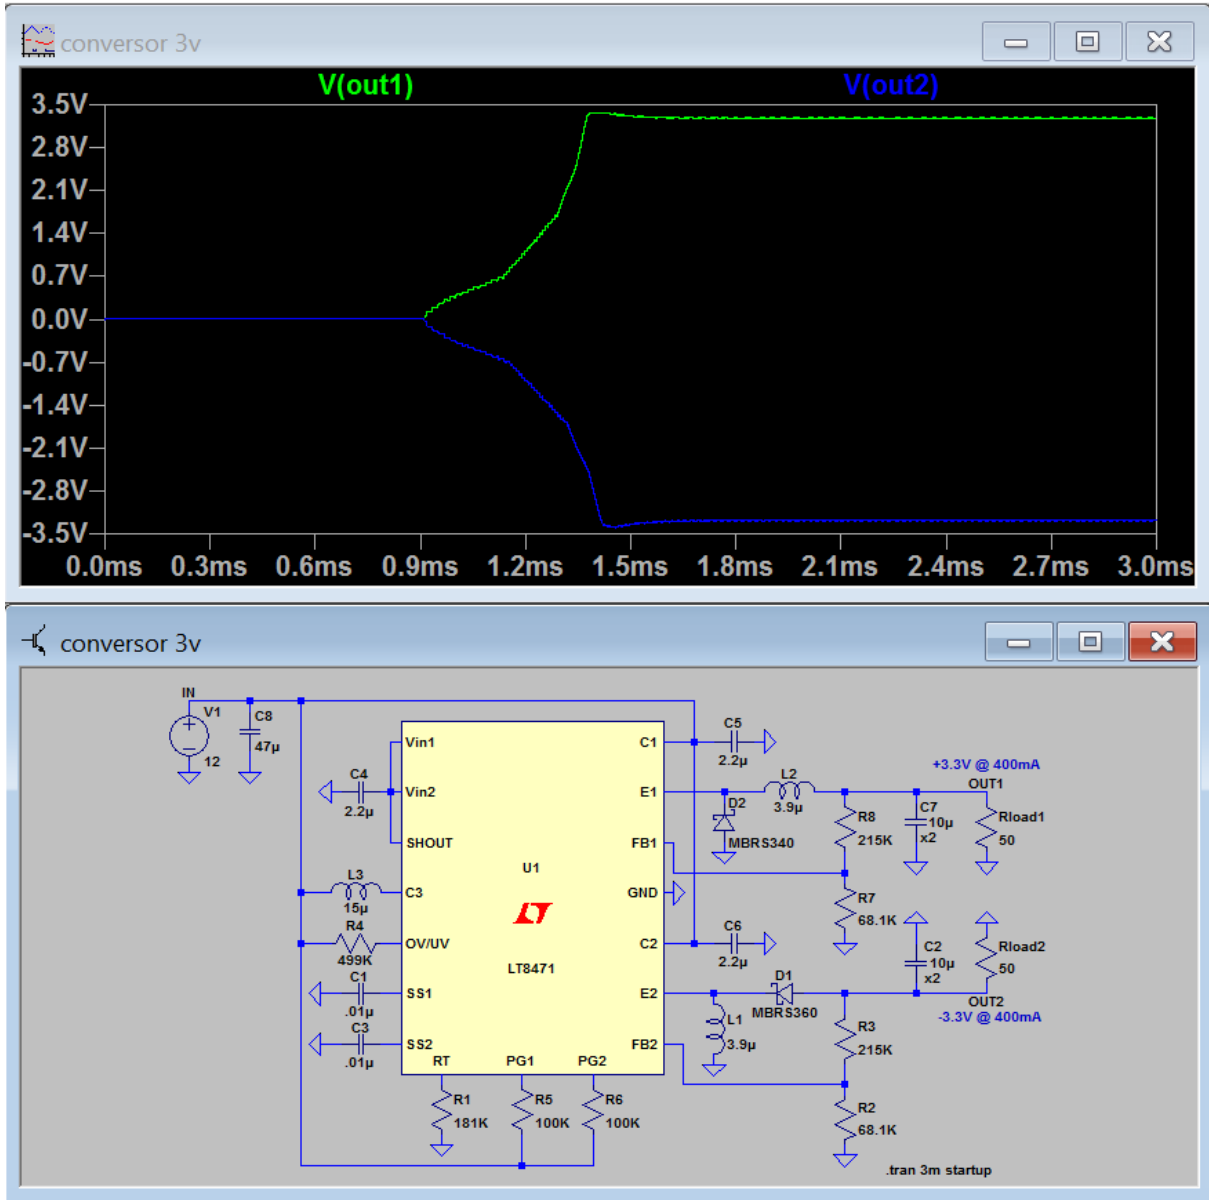 conversor 3v
V(out1)
V(out2)
3.5V
2.8V
2.1V
1.4V
0.7V
0.0V
-0.7V
-1.4V
-2.1V
-2.8V
-3.5V
0.0ms 0.3ms 0.6ms 0.9ms 1.2ms 1.5ms 1.8ms 2.1ms 2.4ms 2.7ms 3.0ms
conversor 3v
IN
V1
12
C8
47µ
C4
2.2µ
L3
15µ
R4
499K
C1
.01µ
C3
.01µ
Vin1
Vin2
SHOUT
C3
OV/UV
SS1
SS2
RT
PG1
PG2
U1
LT8471
C1
E1
FB1
GND
C2
E2
FB2
R1
181K
R5
100K
R6
100K
C5
2.2µ
L2
3.9µ
D2
MBRS340
+3.3V @ 400mA
OUT1
R8
215K
C7
10µ
x2
Rload1
50
R7
68.1K
C6
2.2µ
D1
MBRS360
L1
3.9µ
C2
10µ
x2
Rload2
50
OUT2
-3.3V @ 400mA
R3
215K
R2
68.1K
.tran 3m startup